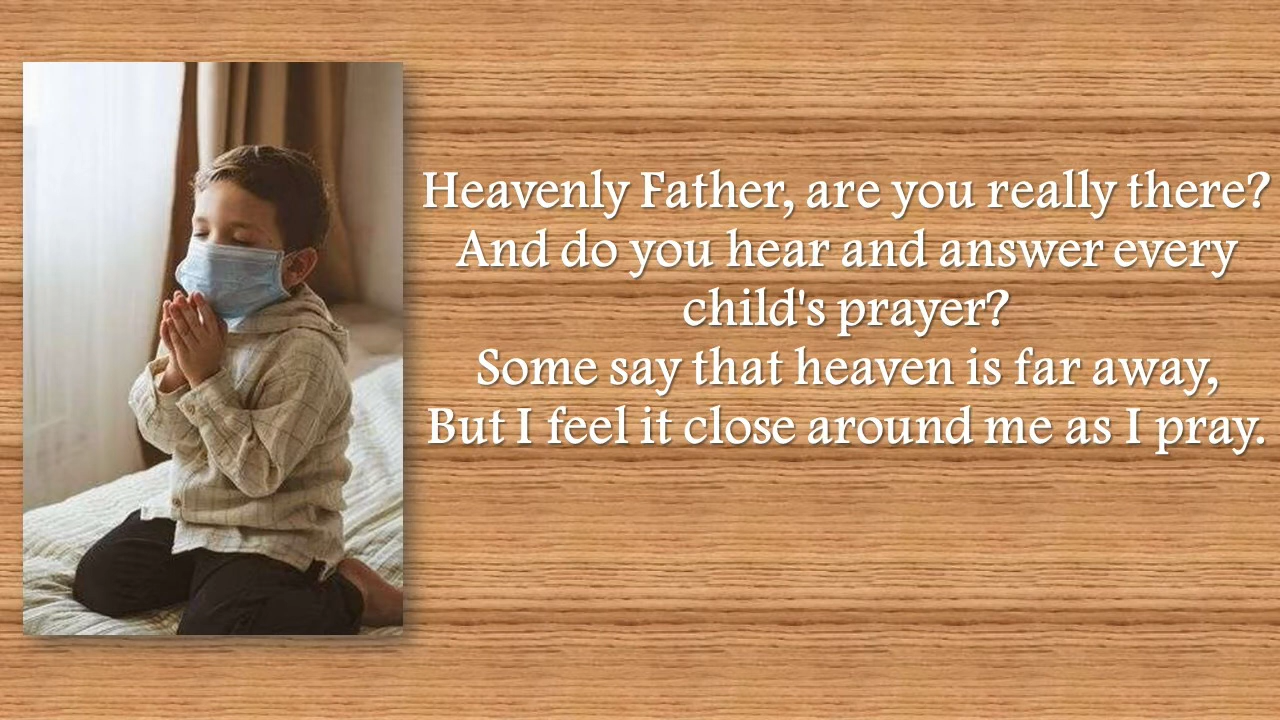 Heavenly Father, are you really there?
And do you hear and answer every
child's prayer?
Some say that heaven is far away,
But I feel it close around me as I pray.